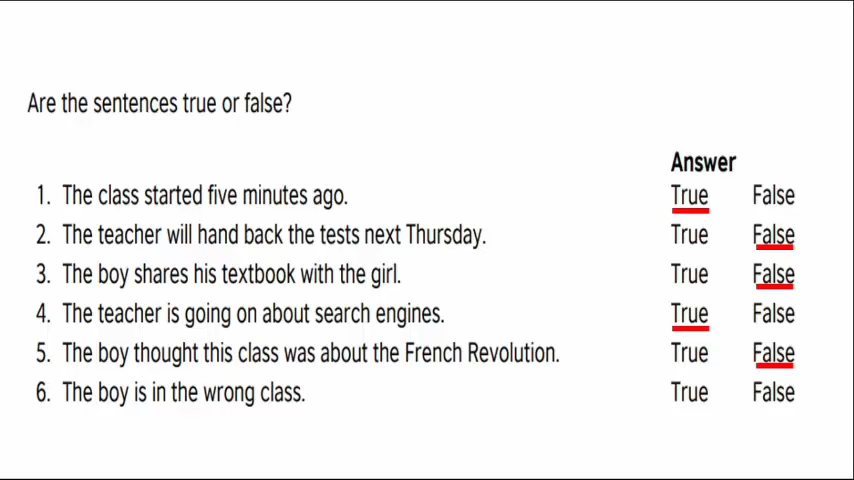 Are the sentences true or false?
Answer
1. The class started five minutes ago. True False
2. The teacher will hand back the tests next Thursday. True False
3. The boy shares his textbook with the girl. True False
4. The teacher is going on about search engines. True False
5. The boy thought this class was about the French Revolution. True False
6. The boy is in the wrong class. True False